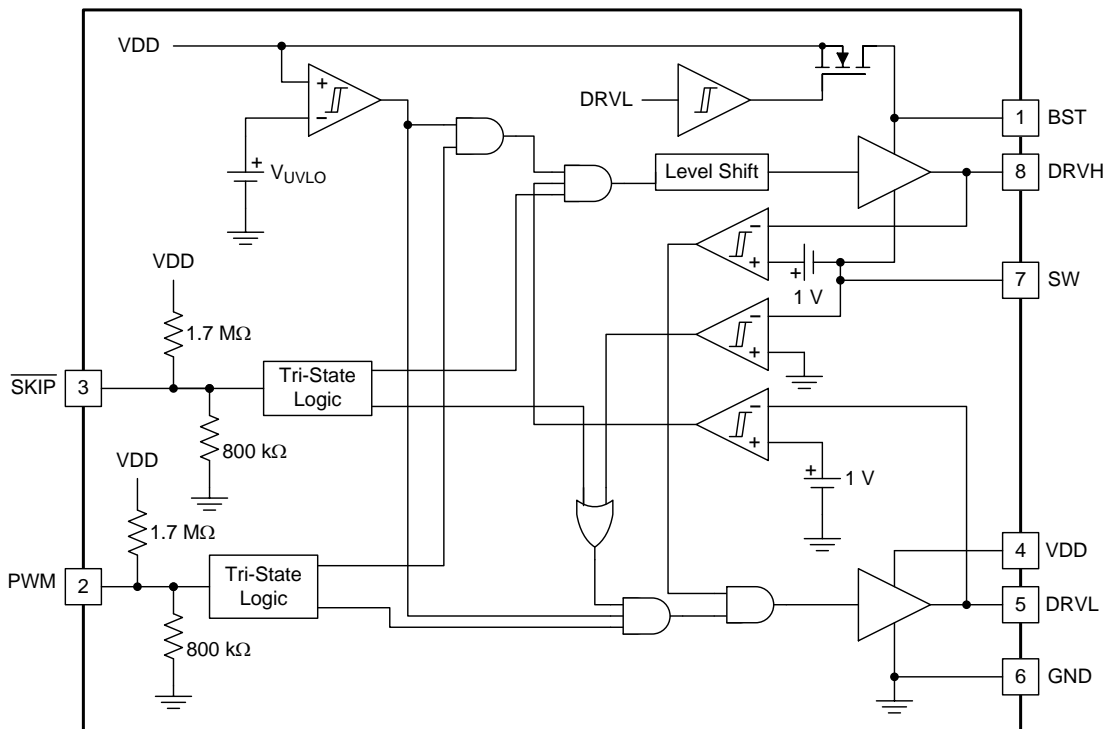 VDD
DRVL
1
BST
+
−
+
VUVLO
Level Shift
8
DRVH
−
+
+
1 V
7
SW
VDD
1.7 MΩ
−
+
SKIP
3
Tri-State
Logic
800 kΩ
−
+
+
1 V
VDD
1.7 MΩ
4
VDD
PWM
2
Tri-State
Logic
5
DRVL
800 kΩ
6
GND